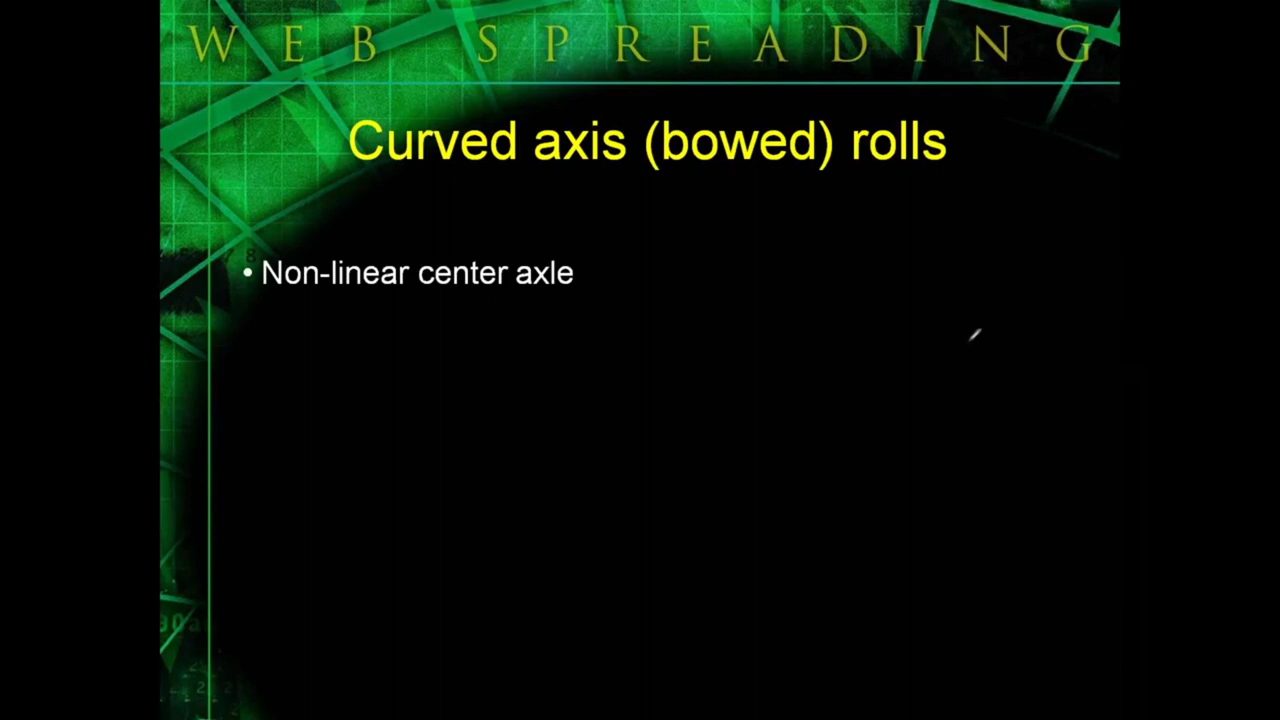 WEB SPREADING
Curved axis (bowed) rolls
• Non-linear center axle